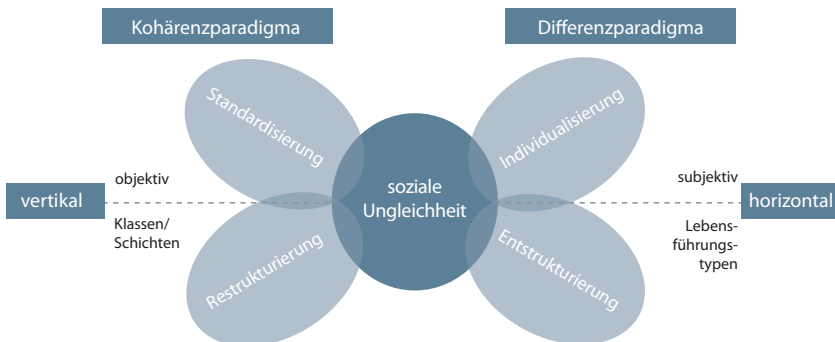 Kohärenzparadigma
Differenzparadigma
Standardisierung
Individualisierung
objektiv
subjektiv
vertikal
soziale
Ungleichheit
horizontal
Klassen/
Schichten
Lebens-
führungs-
typen
Restrukturierung
Entstrukturierung